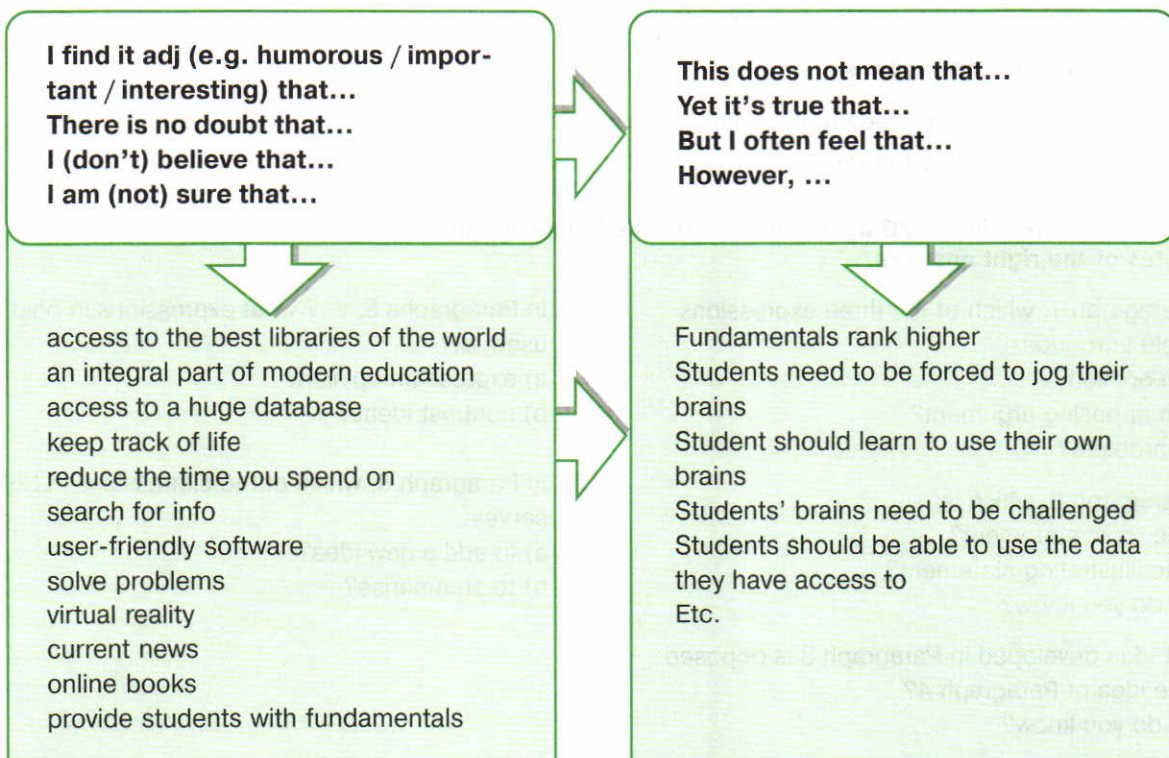 I find it adj (e.g. humorous / impor-
tant / interesting) that...
There is no doubt that...
I (don't) believe that...
I am (not) sure that...
This does not mean that...
Yet it's true that...
But I often feel that...
However, ...
access to the best libraries of the world
an integral part of modern education
access to a huge database
keep track of life
reduce the time you spend on
search for info
user-friendly software
solve problems
virtual reality
current news
online books
provide students with fundamentals
Fundamentals rank higher
Students need to be forced to jog their
brains
Student should learn to use their own
brains
Students' brains need to be challenged
Students should be able to use the data
they have access to
Etc.